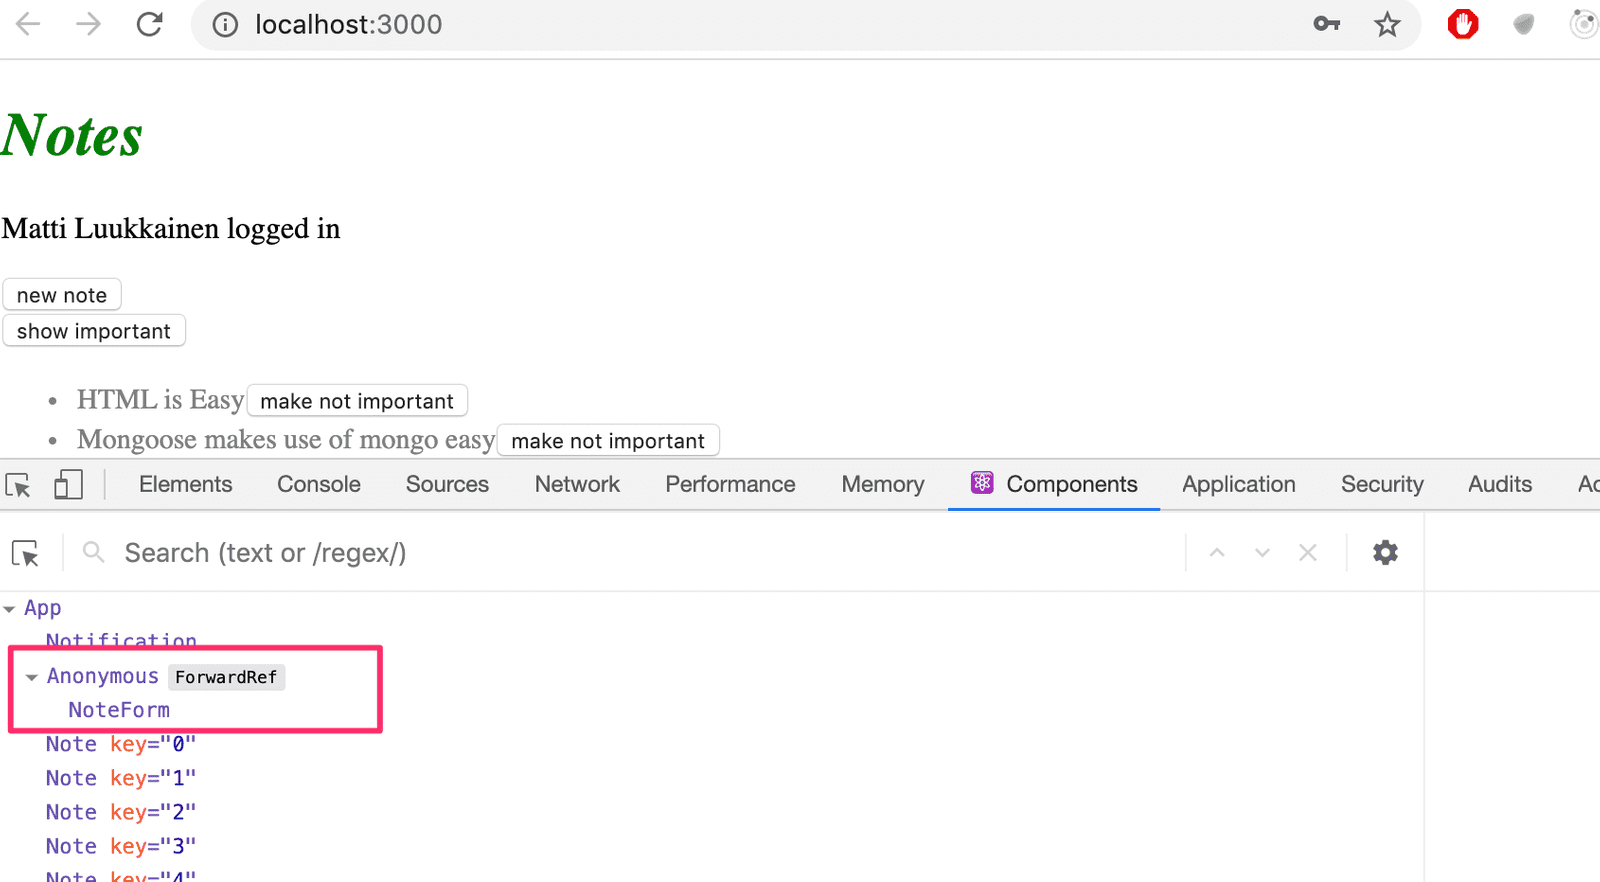 localhost:3000
Notes
Matti Luukkainen logged in
new note
show important
HTML is Easy make not important
Mongoose makes use of mongo easy make not important
Elements Console Sources Network Performance Memory Components Application Security Audits
Search (text or /regex/)
App
Notification
Anonymous ForwardRef
NoteForm
Note key="0"
Note key="1"
Note key="2"
Note key="3"
Note key="4"